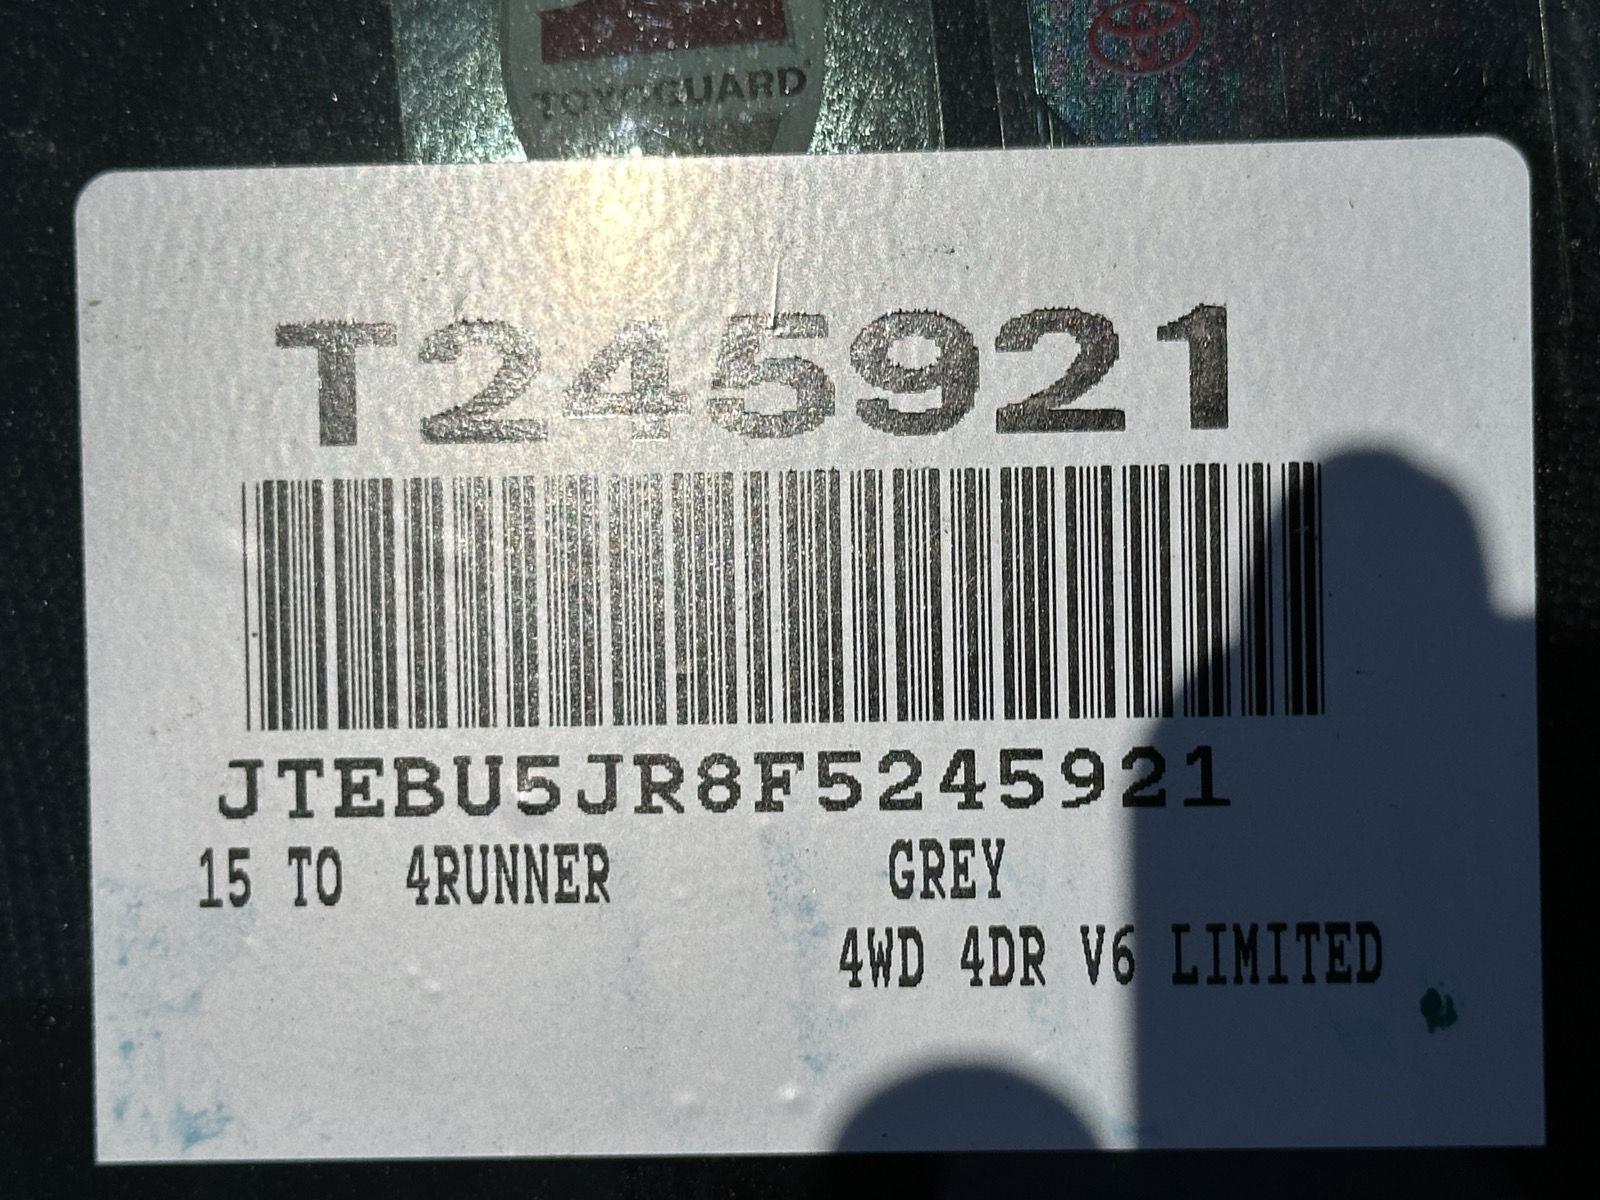 TOYOGUARD
T245921
JTEBU5JR8F5245921
15 TO 4RUNNER GREY
4WD 4DR V6 LIMITED